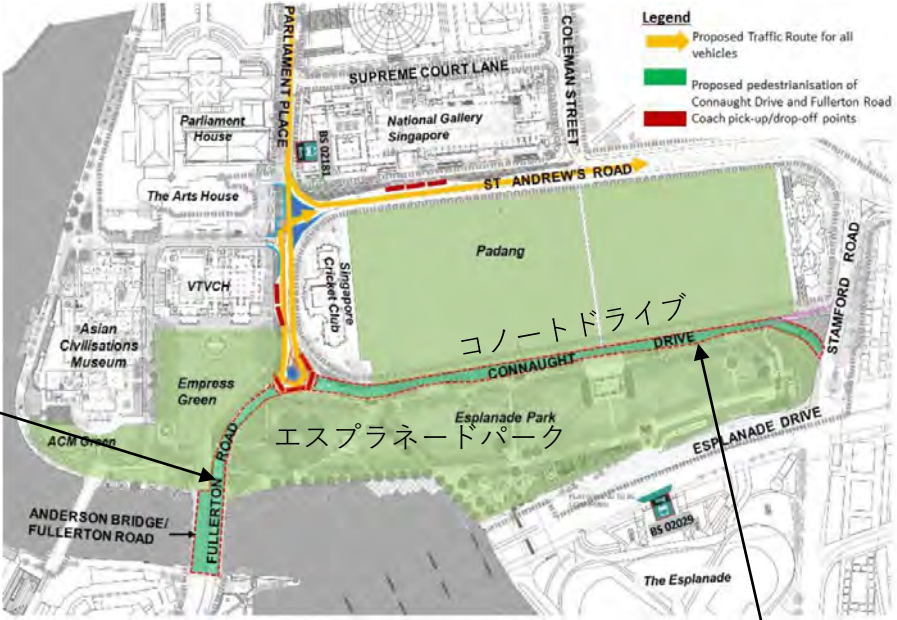 Legend
Proposed Traffic Route for all
vehicles
Proposed pedestrianisation of
Connaught Drive and Fullerton Road
Coach pick-up/drop-off points
PARLIAMENT PLACE
COLEMAN STREET
SUPREME COURT LANE
Parliament
House
National Gallery
Singapore
BS 02181
ST ANDREW'S ROAD
The Arts House
Padang
STAMFORD ROAD
VTVCH
Singapore
Cricket Club
Asian
Civilisations
Museum
コノートドライブ
CONNAUGHT DRIVE
Empress
Green
Esplanade Park
エスプラネードパーク
ESPLANADE DRIVE
ACM Green
FULLERTON ROAD
ANDERSON BRIDGE/
FULLERTON ROAD
BS 02029
The Esplanade